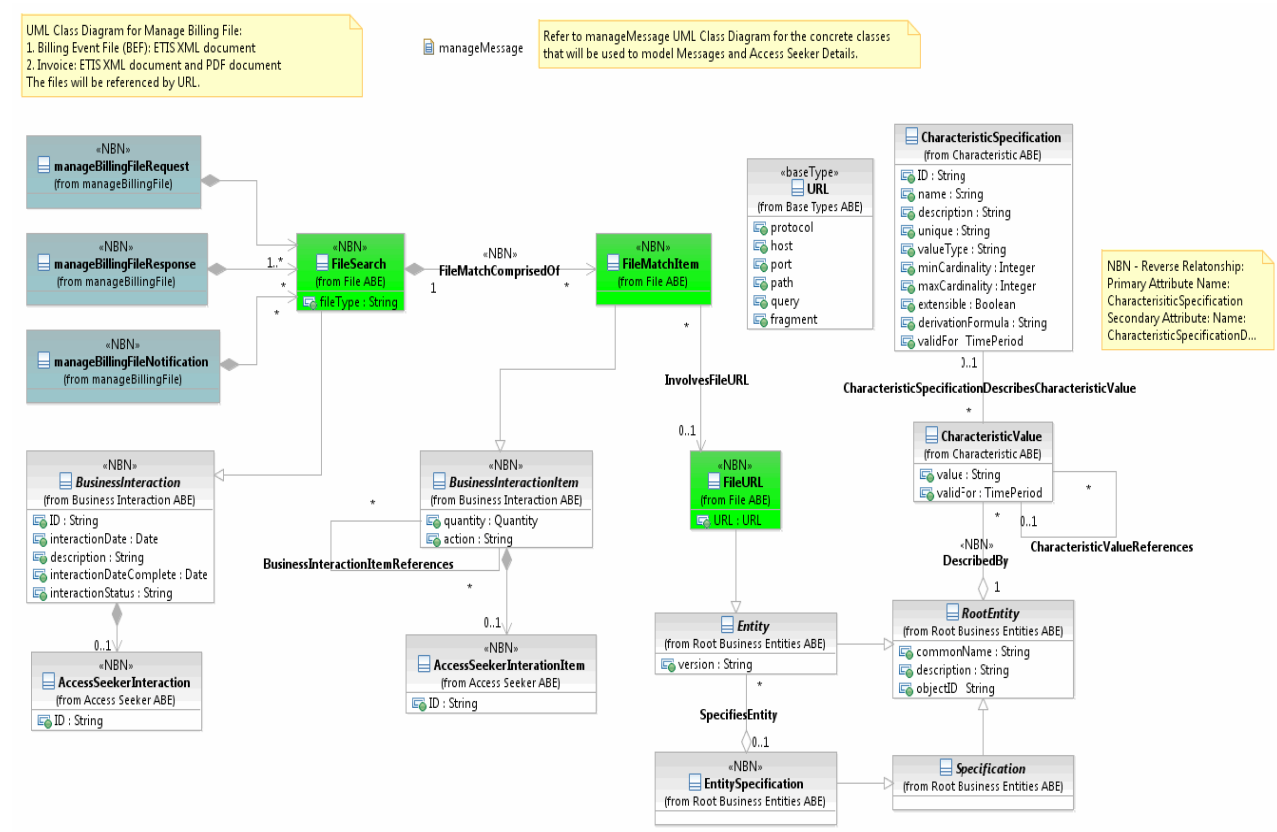 UML Class Diagram for Manage Billing File:
1. Billing Event File (BEF): ETIS XML document
2. Invoice: ETIS XML document and PDF document
The files will be referenced by URL.
manageMessage
Refer to manageMessage UML Class Diagram for the concrete classes
that will be used to model Messages and Access Seeker Details.
«NBN»
manageBillingFileRequest
(from manageBillingFile)
«NBN»
manageBillingFileResponse
(from manageBillingFile)
«NBN»
manageBillingFileNotification
(from manageBillingFile)
1..*
*
*
«NBN»
FileSearch
(from File ABE)
fileType : String
«NBN»
FileMatchComprisedOf
1
*
«NBN»
FileMatchItem
(from File ABE)
*
InvolvesFileURL
0..1
«baseType»
URL
(from Base Types ABE)
protocol
host
port
path
query
fragment
CharacteristicSpecification
(from Characteristic ABE)
ID : String
name : String
description : String
unique : String
valueType : String
minCardinality : Integer
maxCardinality : Integer
extensible : Boolean
derivationFormula : String
validFor TimePeriod
NBN - Reverse Relatonship:
Primary Attribute Name:
CharacterisiticSpecification
Secondary Attribute: Name:
CharacteristicSpecificationD...
0..1
CharacteristicSpecificationDescribesCharacteristicValue
*
CharacteristicValue
(from Characteristic ABE)
value : String
validFor : TimePeriod
*
0..1
CharacteristicValueReferences
*
«NBN»
DescribedBy
1
«NBN»
BusinessInteraction
(from Business Interaction ABE)
ID : String
interactionDate : Date
description : String
interactionDateComplete : Date
interactionStatus : String
0..1
«NBN»
AccessSeekerInteraction
(from Access Seeker ABE)
ID : String
«NBN»
BusinessInteractionItem
(from Business Interaction ABE)
quantity : Quantity
action : String
*
BusinessInteractionItemReferences
*
0..1
«NBN»
AccessSeekerInterationItem
(from Access Seeker ABE)
ID : String
«NBN»
FileURL
(from File ABE)
URL : URL
Entity
(from Root Business Entities ABE)
version : String
*
SpecifiesEntity
0..1
«NBN»
EntitySpecification
(from Root Business Entities ABE)
RootEntity
(from Root Business Entities ABE)
commonName : String
description : String
objectID String
Specification
(from Root Business Entities ABE)